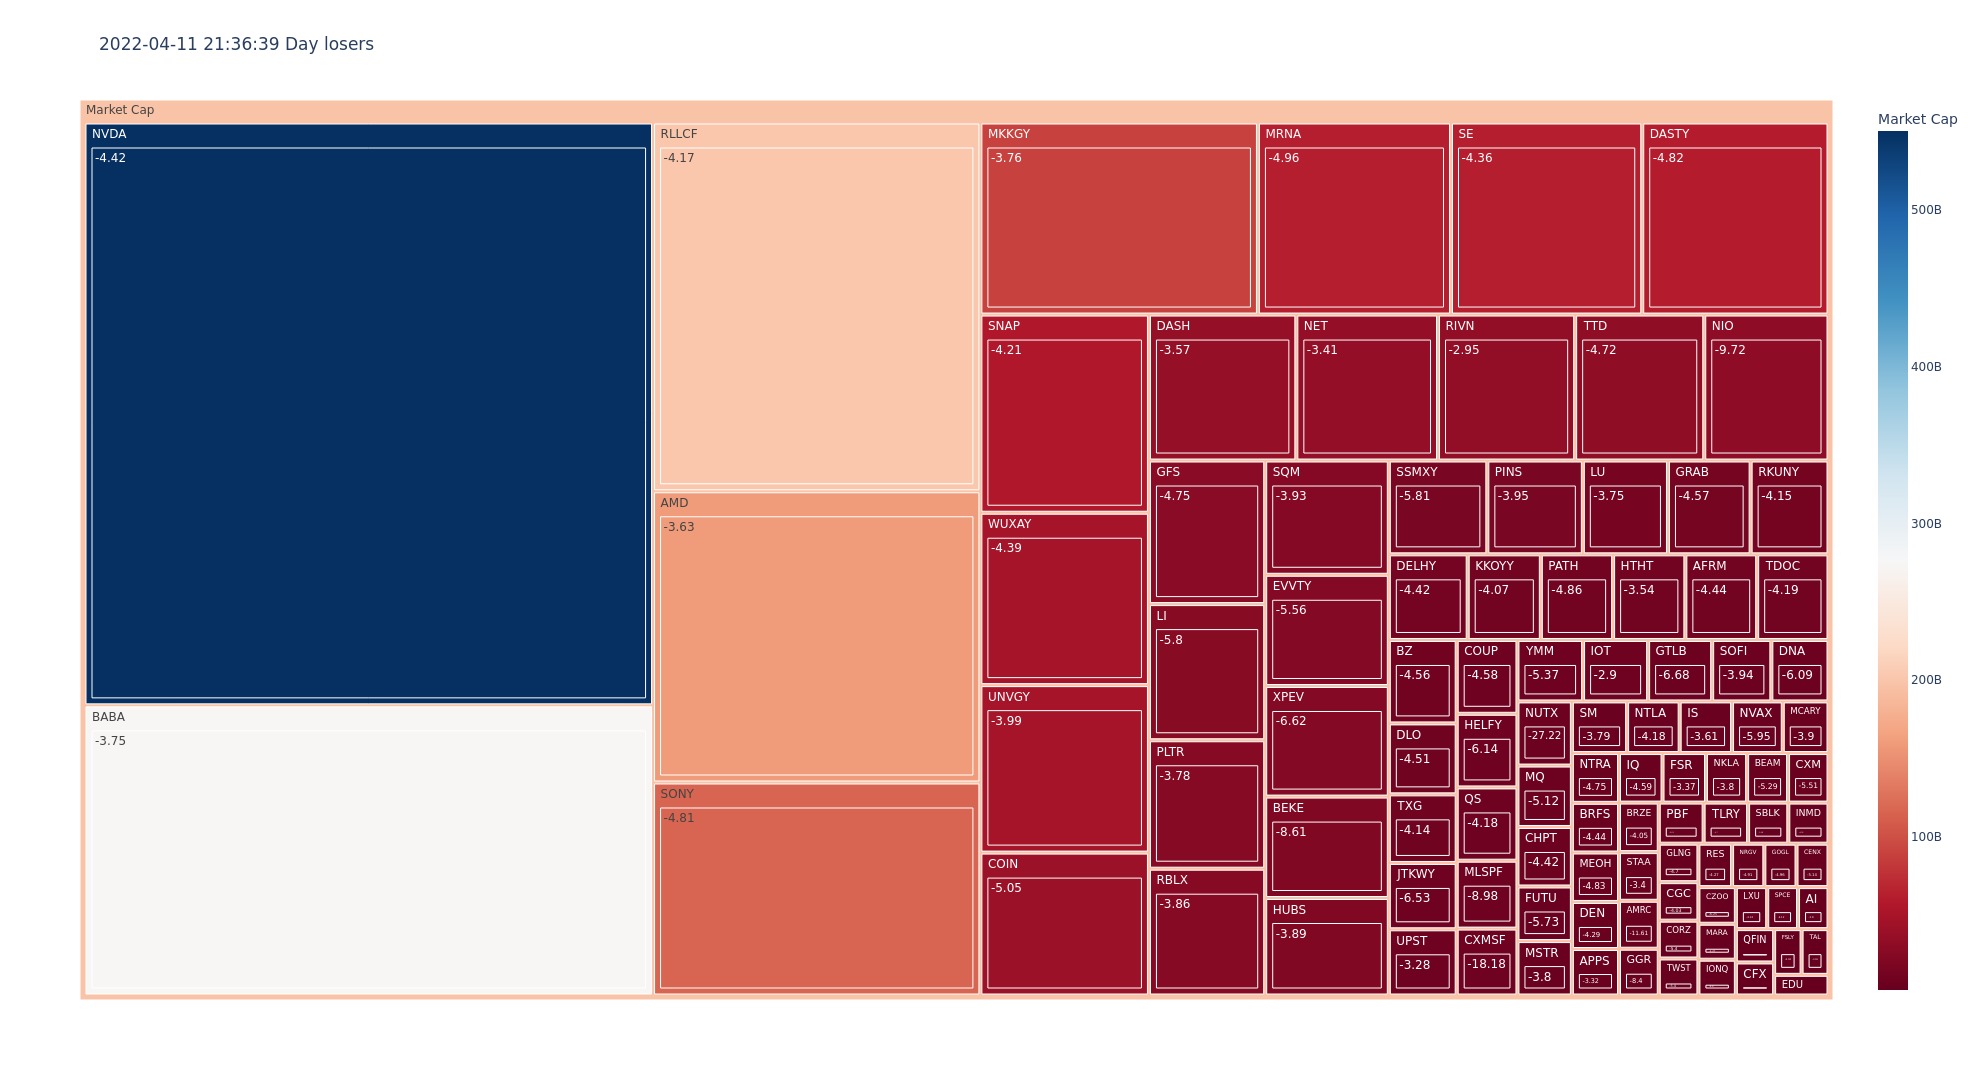 2022-04-11 21:36:39 Day losers
Market Cap
NVDA
-4.42
BABA
-3.75
RLLCF
-4.17
AMD
-3.63
SONY
-4.81
MKKGY
-3.76
MRNA
-4.96
SE
-4.36
DASTY
-4.82
SNAP
-4.21
WUXAY
-4.39
UNVGY
-3.99
COIN
-5.05
DASH
-3.57
NET
-3.41
RIVN
-2.95
TTD
-4.72
NIO
-9.72
GFS
-4.75
LI
-5.8
PLTR
-3.78
RBLX
-3.86
SQM
-3.93
EVVTY
-5.56
XPEV
-6.62
BEKE
-8.61
HUBS
-3.89
SSMXY
-5.81
PINS
-3.95
LU
-3.75
GRAB
-4.57
RKUNY
-4.15
DELHY
-4.42
KKOYY
-4.07
PATH
-4.86
HTHT
-3.54
AFRM
-4.44
TDOC
-4.19
BZ
-4.56
DLO
-4.51
TXG
-4.14
JTKWY
-6.53
UPST
-3.28
COUP
-4.58
HELFY
-6.14
QS
-4.18
MLSPF
-8.98
CXMSF
-18.18
YMM
-5.37
IOT
-2.9
GTLB
-6.68
SOFI
-3.94
DNA
-6.09
NUTX
-27.22
MQ
-5.12
CHPT
-4.42
FUTU
-5.73
MSTR
-3.8
SM
-3.79
NTLA
-4.18
IS
-3.61
NVAX
-5.95
MCARY
-3.9
NTRA
-4.75
BRFS
-4.44
MEOH
-4.83
DEN
-4.29
APPS
-3.32
IQ
-4.59
BRZE
-4.05
STAA
-3.4
AMRC
-11.61
GGR
-8.4
FSR
-3.37
NKLA
-3.8
BEAM
-5.29
CXM
-5.51
PBF
TLRY
SBLK
INMD
GLNG
CGC
CORZ
TWST
RES
NRGV
GOGL
CENX
CZOO
MARA
IONQ
LXU
SPCE
AI
QFIN
CFX
FSLY
TAL
EDU
Market Cap
500B
400B
300B
200B
100B